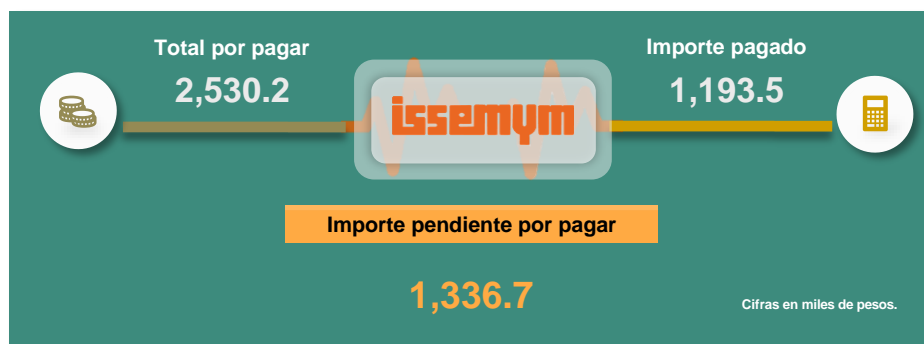 Total por pagar
2,530.2
issemym
Importe pagado
1,193.5
Importe pendiente por pagar
1,336.7
Cifras en miles de pesos.